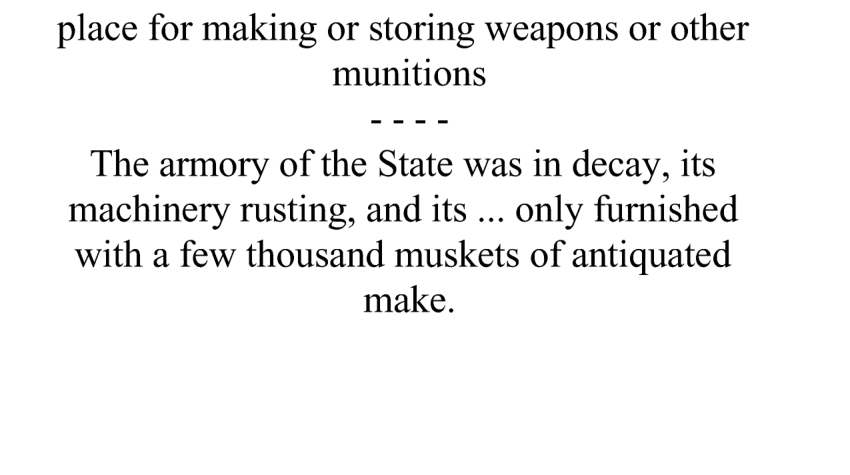 place for making or storing weapons or other
munitions
- - - -
The armory of the State was in decay, its
machinery rusting, and its ... only furnished
with a few thousand muskets of antiquated
make.